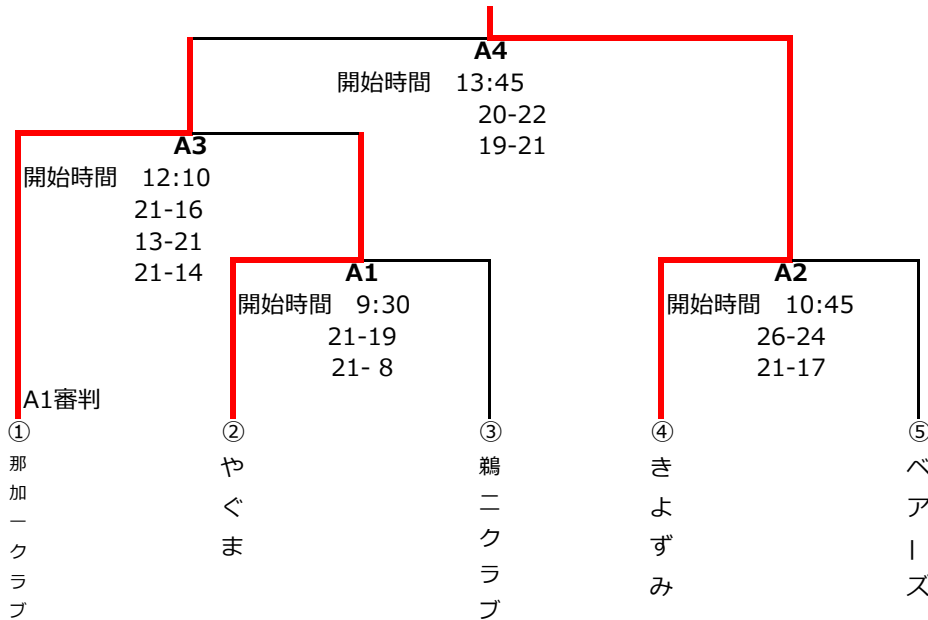 A4
開始時間 13:45
20-22
19-21
A3
開始時間 12:10
21-16
13-21
21-14
A1
開始時間 9:30
21-19
21- 8
A2
開始時間 10:45
26-24
21-17
A1審判
①
那加一クラブ
②
やぐま
③
鵜二クラブ
④
きよずみ
⑤
ベアーズ